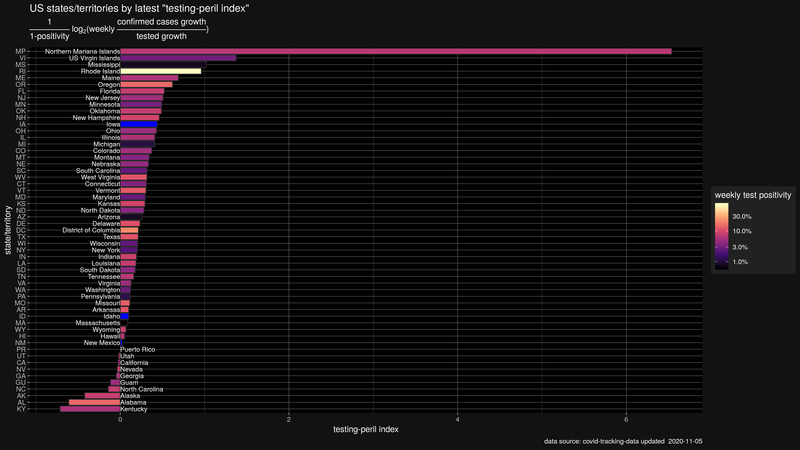 US states/territories by latest "testing-peril index"
1
1-positivity
log2(weekly
confirmed cases growth
tested growth
)
MP Northern Mariana Islands
VI US Virgin Islands
MS Mississippi
RI Rhode Island
ME Maine
OR Oregon
FL Florida
NJ New Jersey
MN Minnesota
OK Oklahoma
NH New Hampshire
IA Iowa
OH Ohio
IL Illinois
MI Michigan
CO Colorado
MT Montana
NE Nebraska
SC South Carolina
WV West Virginia
CT Connecticut
VT Vermont
MD Maryland
KS Kansas
ND North Dakota
AZ Arizona
DE Delaware
DC District of Columbia
TX Texas
WI Wisconsin
NY New York
IN Indiana
LA Louisiana
SD South Dakota
TN Tennessee
VA Virginia
WA Washington
PA Pennsylvania
MO Missouri
AR Arkansas
ID Idaho
MA Massachusetts
WY Wyoming
HI Hawaii
NM New Mexico
PR Puerto Rico
UT Utah
CA California
NV Nevada
GA Georgia
GU Guam
NC North Carolina
AK Alaska
AL Alabama
KY Kentucky
state/territory
0 2 4 6
testing-peril index
weekly test positivity
30.0%
10.0%
3.0%
1.0%
data source: covid-tracking-data updated 2020-11-05